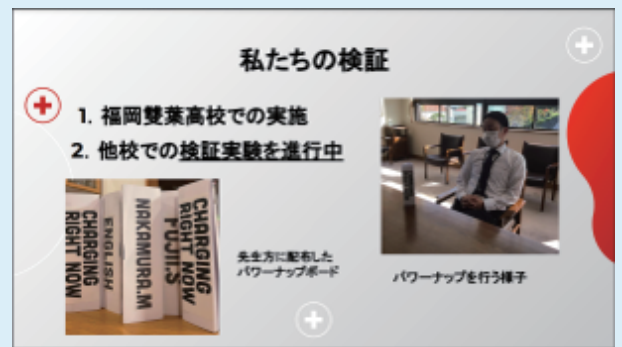 私たちの検証
1. 福岡雙葉高校での実施
2. 他校での検証実験を進行中
CHARGING
RIGHT NOW
ENGLISH
NAKAMURA.M
FUJII'S
CHARGING
RIGHT NOW
先生方に配布した
パワーナップボード
パワーナップを行う様子